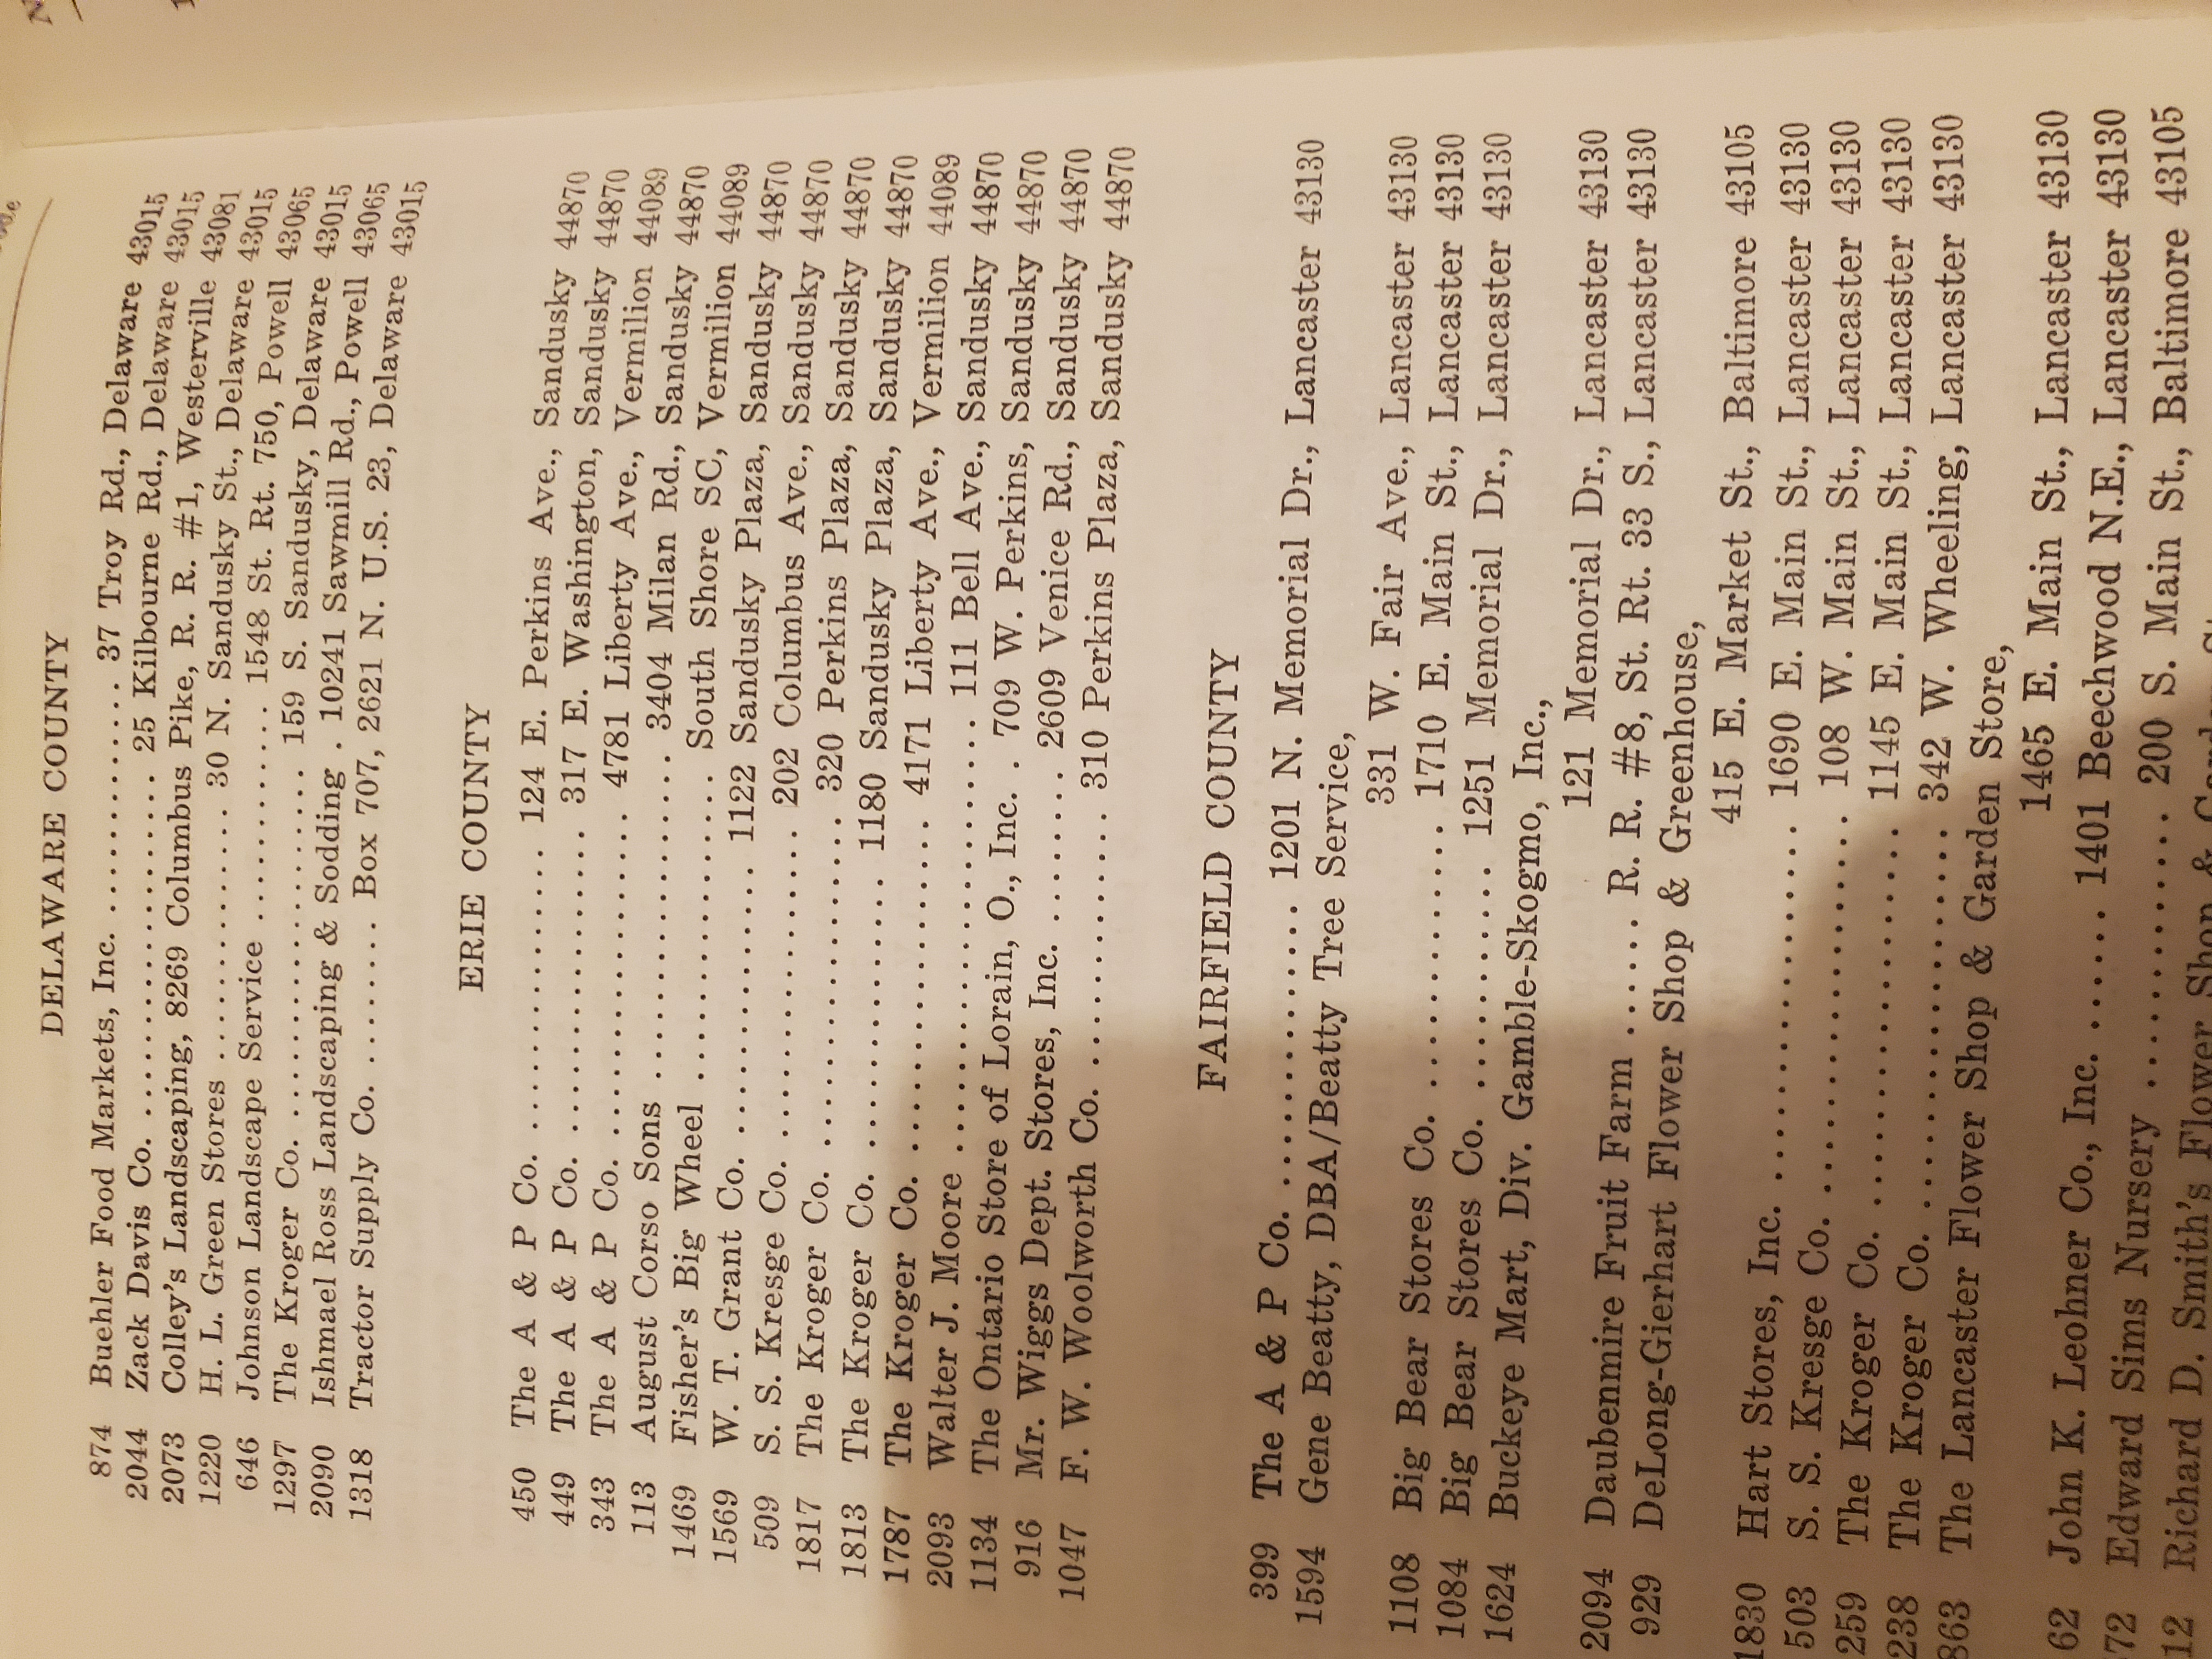 DELAWARE COUNTY
874 Buehler Food Markets, Inc. .......... 37 Troy Rd., Delaware 43015
2044 Zack Davis Co. .......... 25 Kilbourne Rd., Delaware 43015
2073 Colley's Landscaping, 8269 Columbus Pike, R. R. #1, Westerville 43081
1220 H. L. Green Stores .......... 30 N. Sandusky St., Delaware 43015
646 Johnson Landscape Service .......... 1548 St. Rt. 750, Powell 43065
1297 The Kroger Co. .......... 159 S. Sandusky, Delaware 43015
2090 Ishmael Ross Landscaping & Sodding . 10241 Sawmill Rd., Powell 43065
1318 Tractor Supply Co. .......... Box 707, 2621 N. U.S. 23, Delaware 43015
ERIE COUNTY
450 The A & P Co. .......... 124 E. Perkins Ave., Sandusky 44870
449 The A & P Co. .......... 317 E. Washington, Sandusky 44870
343 The A & P Co. .......... 4781 Liberty Ave., Vermilion 44089
113 August Corso Sons .......... 3404 Milan Rd., Sandusky 44870
1469 Fisher's Big Wheel .......... South Shore SC, Vermilion 44089
1569 W. T. Grant Co. .......... 1122 Sandusky Plaza, Sandusky 44870
509 S. S. Kresge Co. .......... 202 Columbus Ave., Sandusky 44870
1817 The Kroger Co. .......... 320 Perkins Plaza, Sandusky 44870
1813 The Kroger Co. .......... 1180 Sandusky Plaza, Sandusky 44870
1787 The Kroger Co. .......... 4171 Liberty Ave., Vermilion 44089
2093 Walter J. Moore .......... 111 Bell Ave., Sandusky 44870
1134 The Ontario Store of Lorain, O., Inc. . 709 W. Perkins, Sandusky 44870
916 Mr. Wiggs Dept. Stores, Inc. ....... 2609 Venice Rd., Sandusky 44870
1047 F. W. Woolworth Co. .......... 310 Perkins Plaza, Sandusky 44870
FAIRFIELD COUNTY
399 The A & P Co. .......... 1201 N. Memorial Dr., Lancaster 43130
1594 Gene Beatty, DBA/Beatty Tree Service,
331 W. Fair Ave., Lancaster 43130
1108 Big Bear Stores Co. .......... 1710 E. Main St., Lancaster 43130
1084 Big Bear Stores Co. .......... 1251 Memorial Dr., Lancaster 43130
1624 Buckeye Mart, Div. Gamble-Skogmo, Inc.,
121 Memorial Dr., Lancaster 43130
2094 Daubenmire Fruit Farm ..... R. R. #8, St. Rt. 33 S., Lancaster 43130
929 DeLong-Gierhart Flower Shop & Greenhouse,
415 E. Market St., Baltimore 43105
1830 Hart Stores, Inc. .......... 1690 E. Main St., Lancaster 43130
503 S. S. Kresge Co. .......... 108 W. Main St., Lancaster 43130
259 The Kroger Co. .......... 1145 E. Main St., Lancaster 43130
238 The Kroger Co. .......... 342 W. Wheeling, Lancaster 43130
863 The Lancaster Flower Shop & Garden Store,
1465 E. Main St., Lancaster 43130
62 John K. Leohner Co., Inc. ....... 1401 Beechwood N.E., Lancaster 43130
72 Edward Sims Nursery .......... 200 S. Main St., Baltimore 43105
12 Richard D. Smith's Flower Shop &